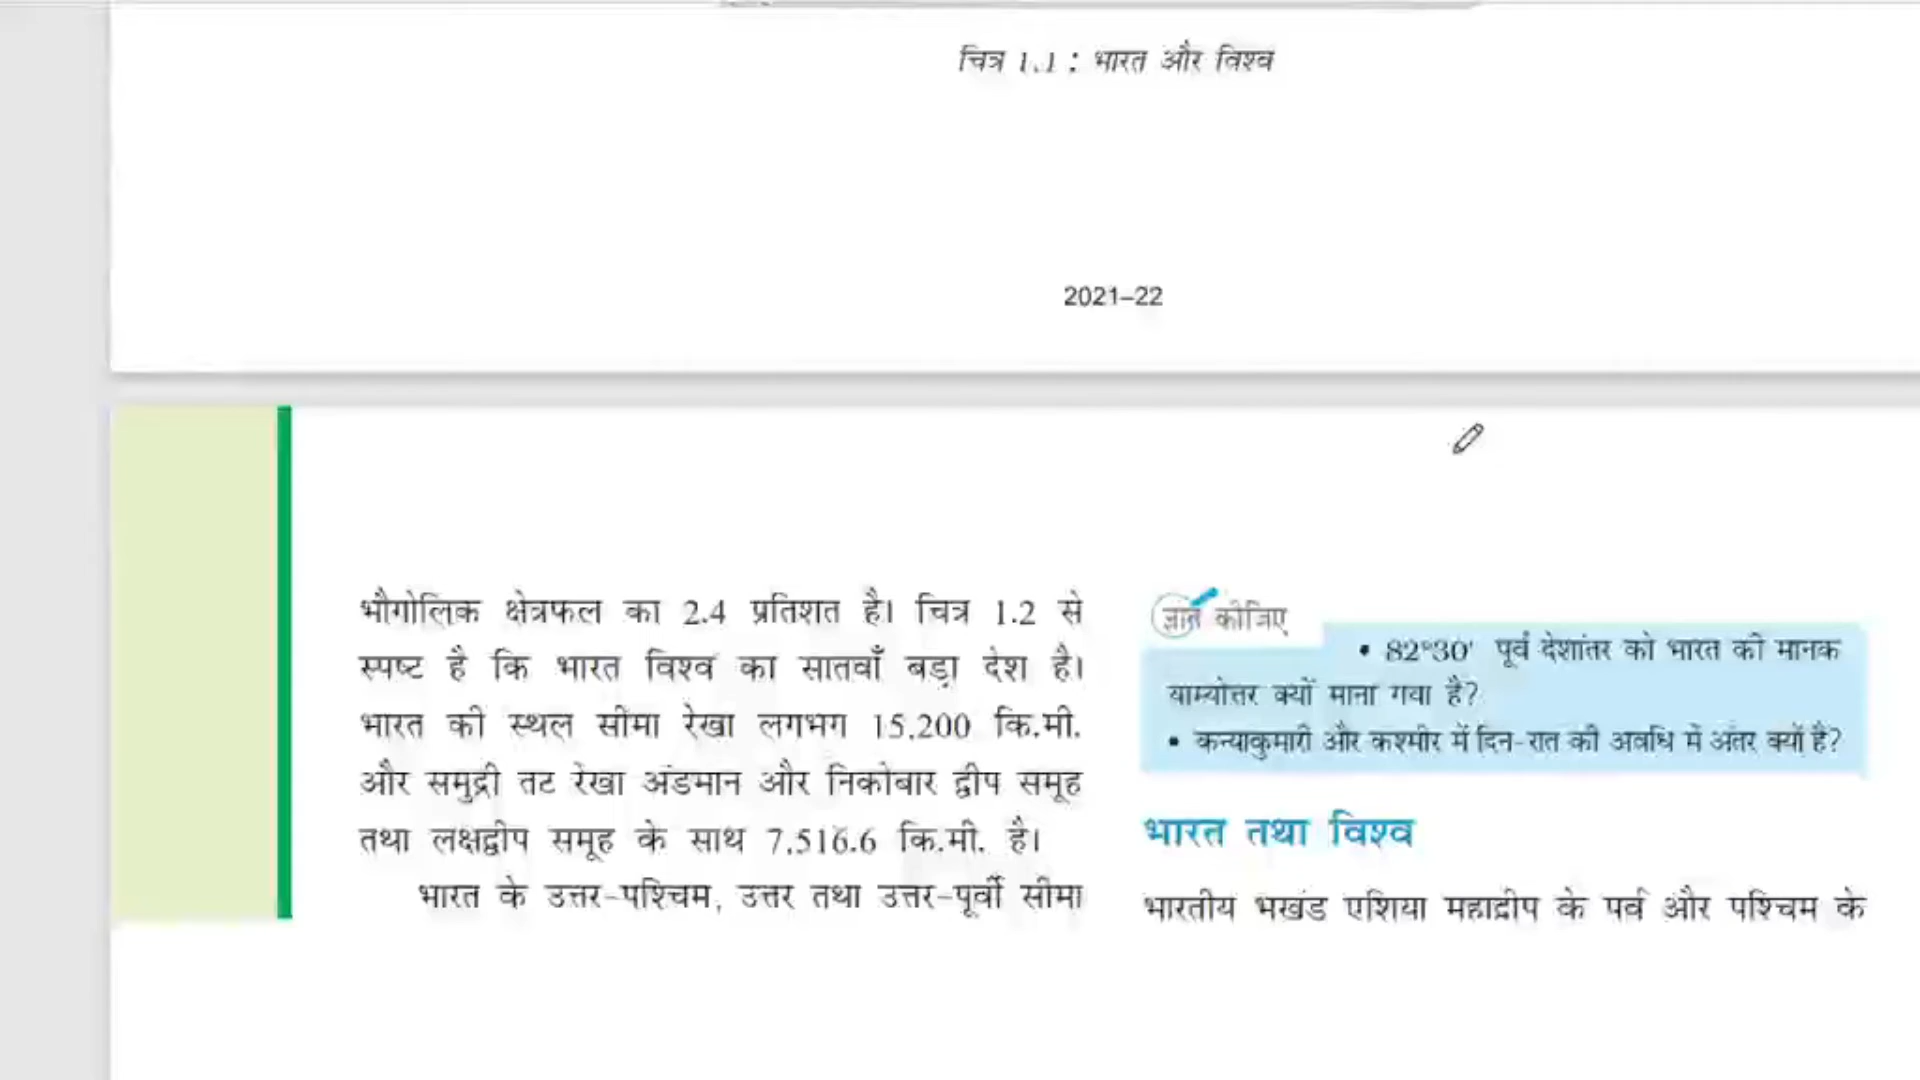 चित्र 1.1 : भारत और विश्व
2021–22
भौगोलिक क्षेत्रफल का 2.4 प्रतिशत है। चित्र 1.2 से
स्पष्ट है कि भारत विश्व का सातवाँ बड़ा देश है।
भारत की स्थल सीमा रेखा लगभग 15,200 कि.मी.
और समुद्री तट रेखा अंडमान और निकोबार द्वीप समूह
तथा लक्षद्वीप समूह के साथ 7,516.6 कि.मी. है।
भारत के उत्तर-पश्चिम, उत्तर तथा उत्तर-पूर्वी सीमा
ज्ञात कीजिए
• 82°30' पूर्व देशांतर को भारत की मानक
याम्योत्तर क्यों माना गया है?
• कन्याकुमारी और कश्मीर में दिन-रात की अवधि में अंतर क्यों है?
भारत तथा विश्व
भारतीय भूखंड एशिया महाद्वीप के पूर्व और पश्चिम के